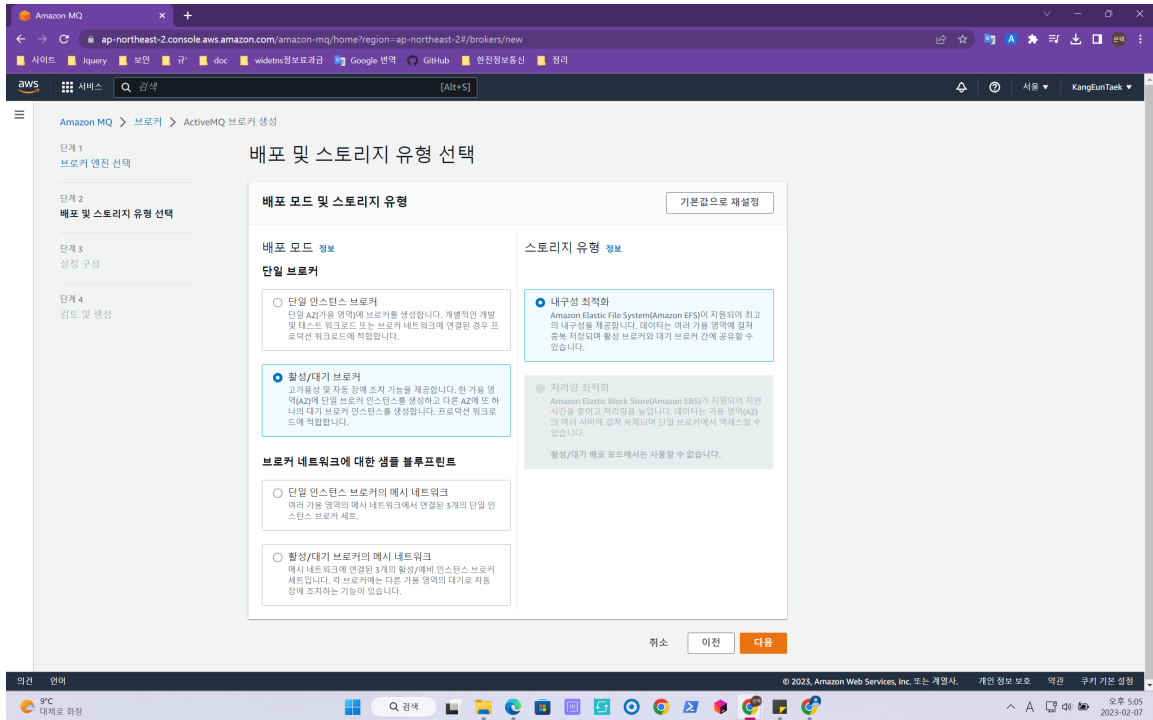 Amazon MQ
ap-northeast-2.console.aws.amazon.com/amazon-mq/home?region=ap-northeast-2#/brokers/new
사이트 Jquery 보안 규' doc widetns정보료과금 Google 번역 GitHub 한진정보통신 정리
aws 서비스 검색 [Alt+S] 서울 ▼ KangEunTaek ▼
Amazon MQ > 브로커 > ActiveMQ 브로커 생성
단계 1
브로커 엔진 선택
단계 2
배포 및 스토리지 유형 선택
단계 3
설정 구성
단계 4
검토 및 생성
배포 및 스토리지 유형 선택
배포 모드 및 스토리지 유형
기본값으로 재설정
배포 모드 정보
단일 브로커
단일 인스턴스 브로커
단일 AZ(가용 영역)에 브로커를 생성합니다. 개별적인 개발
및 테스트 워크로드 또는 브로커 네트워크에 연결된 경우 프
로덕션 워크로드에 적합합니다.
활성/대기 브로커
고가용성 및 자동 장애 조치 기능을 제공합니다. 한 가용 영
역(AZ)에 단일 브로커 인스턴스를 생성하고 다른 AZ에 또 하
나의 대기 브로커 인스턴스를 생성합니다. 프로덕션 워크로
드에 적합합니다.
브로커 네트워크에 대한 샘플 블루프린트
단일 인스턴스 브로커의 메시 네트워크
여러 가용 영역의 메시 네트워크에서 연결된 3개의 단일 인
스턴스 브로커 세트.
활성/대기 브로커의 메시 네트워크
메시 네트워크에 연결된 3개의 활성/예비 인스턴스 브로커
세트입니다. 각 브로커에는 다른 가용 영역의 대기로 자동
장애 조치하는 기능이 있습니다.
스토리지 유형 정보
내구성 최적화
Amazon Elastic File System(Amazon EFS)이 지원되어 최고
의 내구성을 제공합니다. 데이터는 여러 가용 영역에 걸쳐
중복 저장되며 활성 브로커와 대기 브로커 간에 공유할 수
있습니다.
처리량 최적화
Amazon Elastic Block Store(Amazon EBS)가 지원되어 지연
시간을 줄이고 처리량을 높입니다. 데이터는 가용 영역(AZ)
의 여러 서버에 걸쳐 복제되며 단일 브로커에서 액세스할 수
있습니다.
활성/대기 배포 모드에서는 사용할 수 없습니다.
취소 이전 다음
의견 언어 © 2023, Amazon Web Services, Inc. 또는 계열사. 개인 정보 보호 약관 쿠키 기본 설정
9°C
대체로 화창
검색
A
오후 5:05
2023-02-07